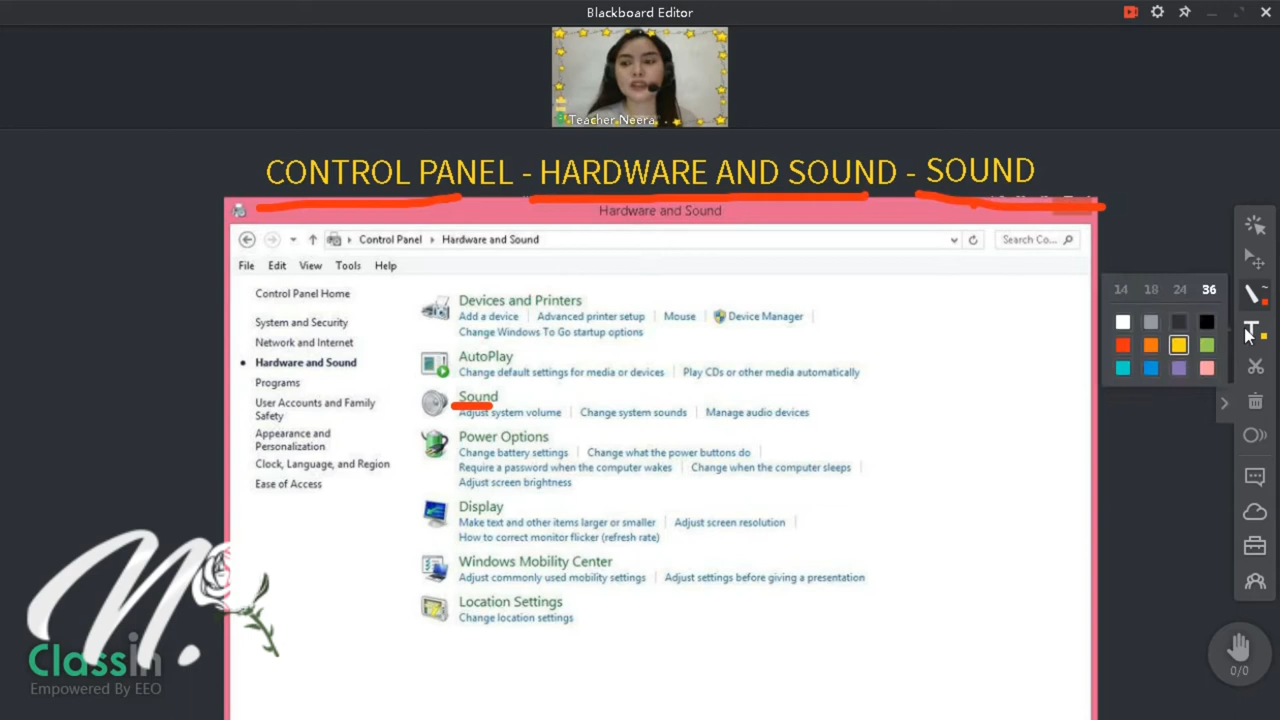 Blackboard Editor
Teacher Neera
CONTROL PANEL - HARDWARE AND SOUND - SOUND
Hardware and Sound
Control Panel Hardware and Sound
Search Co...
File Edit View Tools Help
Control Panel Home
System and Security
Network and Internet
Hardware and Sound
Programs
User Accounts and Family
Safety
Appearance and
Personalization
Clock, Language, and Region
Ease of Access
Devices and Printers
Add a device Advanced printer setup Mouse Device Manager
Change Windows To Go startup options
AutoPlay
Change default settings for media or devices Play CDs or other media automatically
Sound
Adjust system volume Change system sounds Manage audio devices
Power Options
Change battery settings Change what the power buttons do
Require a password when the computer wakes Change when the computer sleeps
Adjust screen brightness
Display
Make text and other items larger or smaller Adjust screen resolution
How to correct monitor flicker (refresh rate)
Windows Mobility Center
Adjust commonly used mobility settings Adjust settings before giving a presentation
Location Settings
Change location settings
14 18 24 36
T
0/0
N.
ClassIn
Empowered By EEO